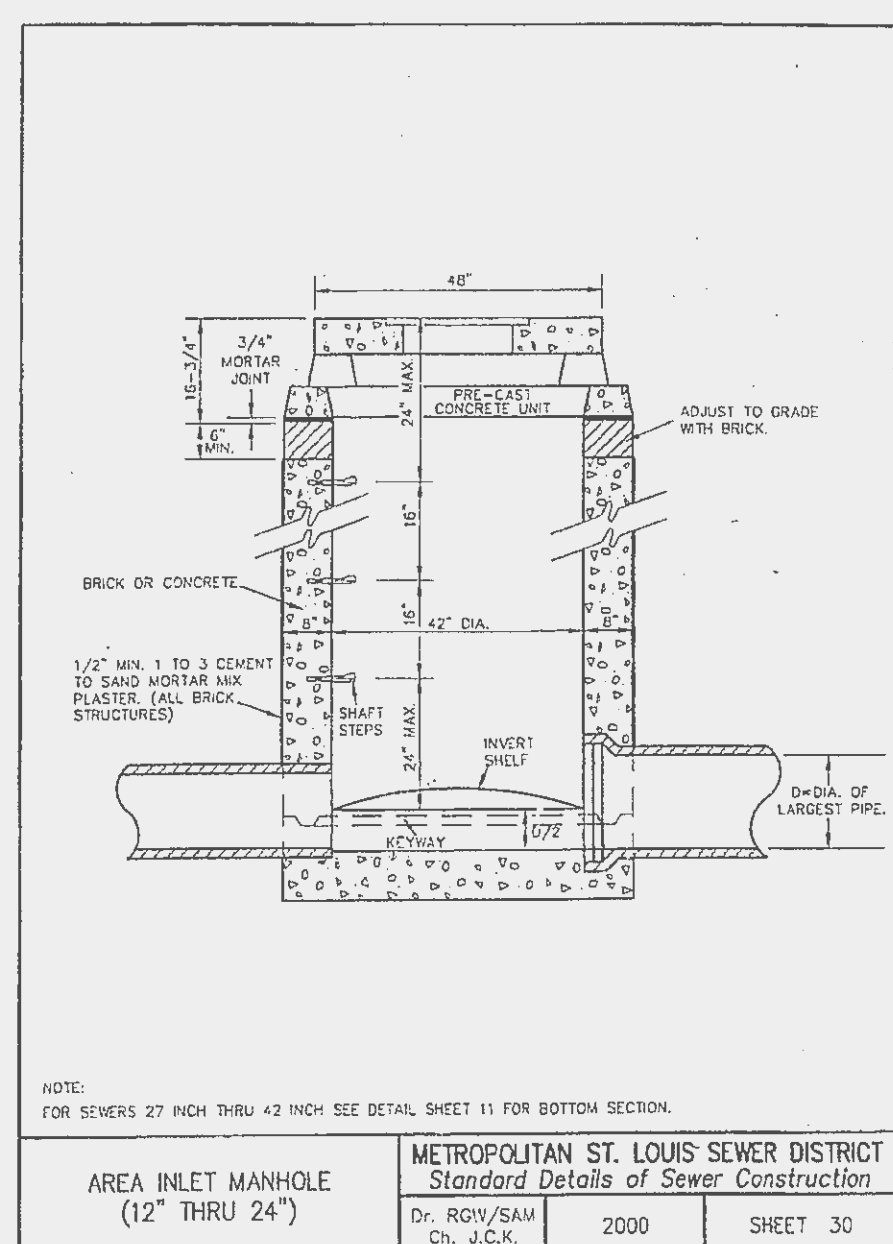 48"
16-3/4"
3/4"
MORTAR
JOINT
6"
MIN.
24" MAX.
PRE-CAST
CONCRETE UNIT
ADJUST TO GRADE
WITH BRICK.
16"
BRICK OR CONCRETE
8"
16"
42" DIA.
8"
1/2" MIN. 1 TO 3 CEMENT
TO SAND MORTAR MIX
PLASTER. (ALL BRICK
STRUCTURES)
SHAFT
STEPS
24" MAX.
INVERT
SHELF
D=DIA. OF
LARGEST PIPE.
KEYWAY
D/2
NOTE:
FOR SEWERS 27 INCH THRU 42 INCH SEE DETAIL SHEET 11 FOR BOTTOM SECTION.
AREA INLET MANHOLE
(12" THRU 24")
METROPOLITAN ST. LOUIS SEWER DISTRICT
Standard Details of Sewer Construction
Dr. RGW/SAM
Ch. J.C.K.
2000
SHEET 30